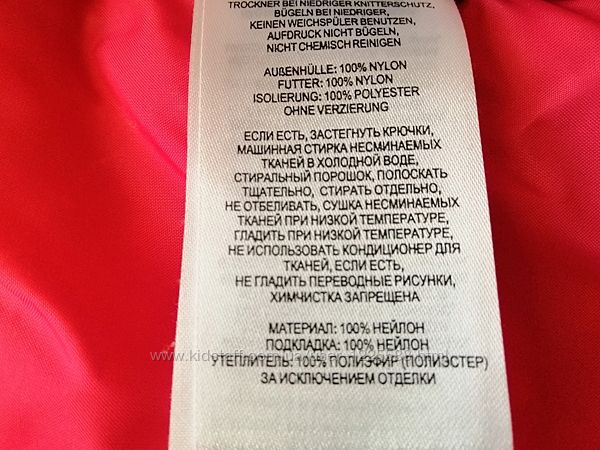 TROCKNER BEI NIEDRIGER KNITTERSCHUTZ,
BÜGELN BEI NIEDRIGER,
KEINEN WEICHSPÜLER BENUTZEN,
AUFDRUCK NICHT BÜGELN,
NICHT CHEMISCH REINIGEN
AUßENHÜLLE: 100% NYLON
FUTTER: 100% NYLON
ISOLIERUNG: 100% POLYESTER
OHNE VERZIERUNG
ЕСЛИ ЕСТЬ, ЗАСТЕГНУТЬ КРЮЧКИ,
МАШИННАЯ СТИРКА НЕСМИНАЕМЫХ
ТКАНЕЙ В ХОЛОДНОЙ ВОДЕ,
СТИРАЛЬНЫЙ ПОРОШОК, ПОЛОСКАТЬ
ТЩАТЕЛЬНО, СТИРАТЬ ОТДЕЛЬНО,
НЕ ОТБЕЛИВАТЬ, СУШКА НЕСМИНАЕМЫХ
ТКАНЕЙ ПРИ НИЗКОЙ ТЕМПЕРАТУРЕ,
ГЛАДИТЬ ПРИ НИЗКОЙ ТЕМПЕРАТУРЕ,
НЕ ИСПОЛЬЗОВАТЬ КОНДИЦИОНЕР ДЛЯ
ТКАНЕЙ, ЕСЛИ ЕСТЬ,
НЕ ГЛАДИТЬ ПЕРЕВОДНЫЕ РИСУНКИ,
ХИМЧИСТКА ЗАПРЕЩЕНА
МАТЕРИАЛ: 100% НЕЙЛОН
ПОДКЛАДКА: 100% НЕЙЛОН
УТЕПЛИТЕЛЬ: 100% ПОЛИЭФИР (ПОЛИЭСТЕР)
ЗА ИСКЛЮЧЕНИЕМ ОТДЕЛКИ